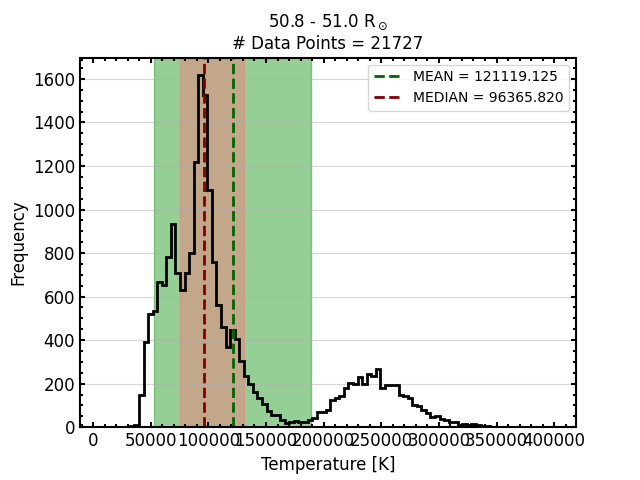 50.8 - 51.0 R⊙
# Data Points = 21727
MEAN = 121119.125
MEDIAN = 96365.820
1600
1400
1200
1000
800
600
400
200
0
Frequency
0 50000 100000 150000 200000 250000 300000 350000 400000
Temperature [K]